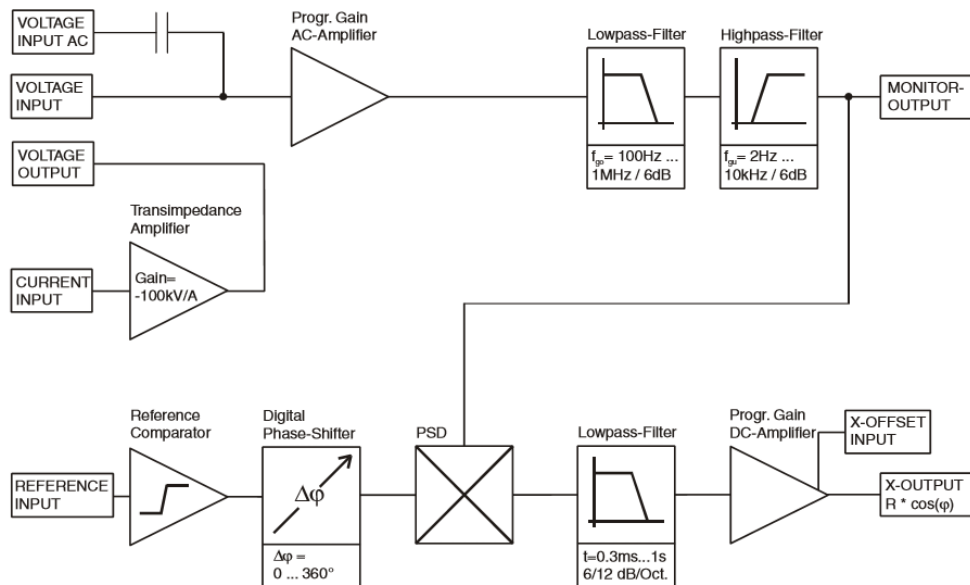 VOLTAGE
INPUT AC
Progr. Gain
AC-Amplifier
Lowpass-Filter
Highpass-Filter
VOLTAGE
INPUT
MONITOR-
OUTPUT
fgo= 100Hz ...
1MHz / 6dB
fgu= 2Hz ...
10kHz / 6dB
VOLTAGE
OUTPUT
Transimpedance
Amplifier
CURRENT
INPUT
Gain=
-100kV/A
Reference
Comparator
Digital
Phase-Shifter
PSD
Lowpass-Filter
Progr. Gain
DC-Amplifier
X-OFFSET
INPUT
REFERENCE
INPUT
Δφ
X-OUTPUT
R * cos(φ)
Δφ =
0 ... 360°
t=0.3ms...1s
6/12 dB/Oct.